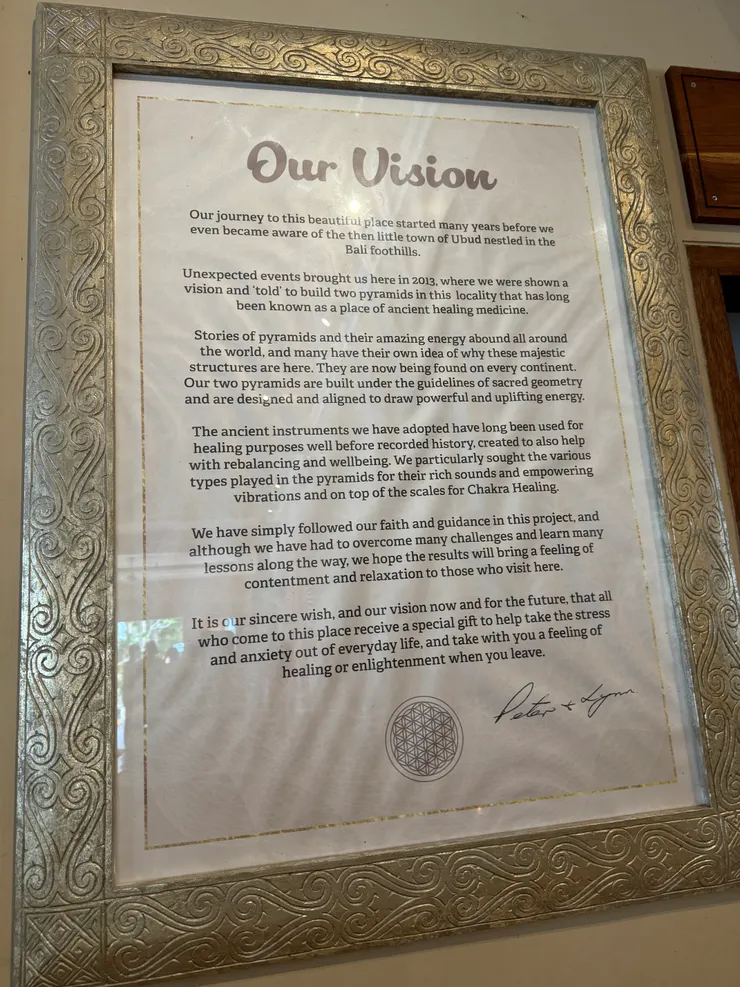 Our Vision
Our journey to this beautiful place started many years before we
even became aware of the then little town of Ubud nestled in the
Bali foothills.
Unexpected events brought us here in 2013, where we were shown a
vision and 'told' to build two pyramids in this locality that has long
been known as a place of ancient healing medicine.
Stories of pyramids and their amazing energy abound all around
the world, and many have their own idea of why these majestic
structures are here. They are now being found on every continent.
Our two pyramids are built under the guidelines of sacred geometry
and are designed and aligned to draw powerful and uplifting energy.
The ancient instruments we have adopted have long been used for
healing purposes well before recorded history, created to also help
with rebalancing and wellbeing. We particularly sought the various
types played in the pyramids for their rich sounds and empowering
vibrations and on top of the scales for Chakra Healing.
We have simply followed our faith and guidance in this project, and
although we have had to overcome many challenges and learn many
lessons along the way, we hope the results will bring a feeling of
contentment and relaxation to those who visit here.
It is our sincere wish, and our vision now and for the future, that all
who come to this place receive a special gift to help take the stress
and anxiety out of everyday life, and take with you a feeling of
healing or enlightenment when you leave.
Peter + Lynn